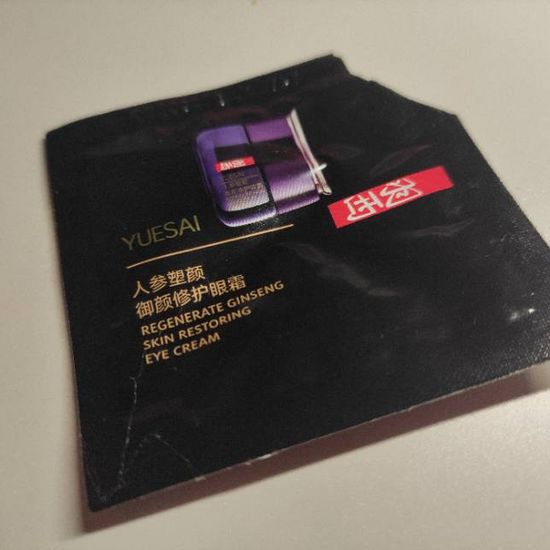 YUESAI
人参塑颜
御颜修护眼霜
REGENERATE GINSENG
SKIN RESTORING
EYE CREAM